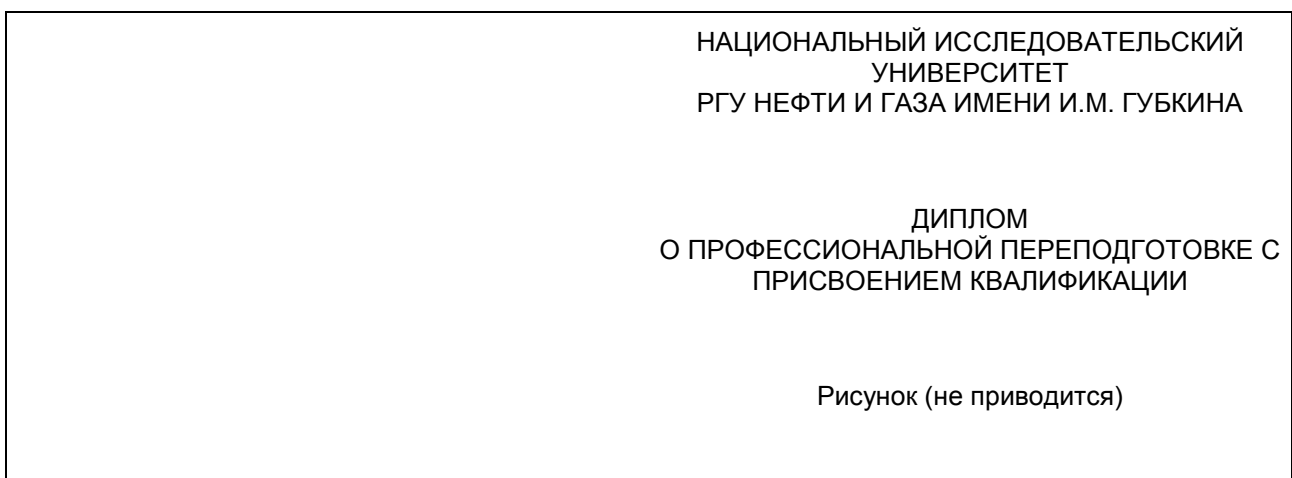 НАЦИОНАЛЬНЫЙ ИССЛЕДОВАТЕЛЬСКИЙ
УНИВЕРСИТЕТ
РГУ НЕФТИ И ГАЗА ИМЕНИ И.М. ГУБКИНА
ДИПЛОМ
О ПРОФЕССИОНАЛЬНОЙ ПЕРЕПОДГОТОВКЕ С
ПРИСВОЕНИЕМ КВАЛИФИКАЦИИ
Рисунок (не приводится)